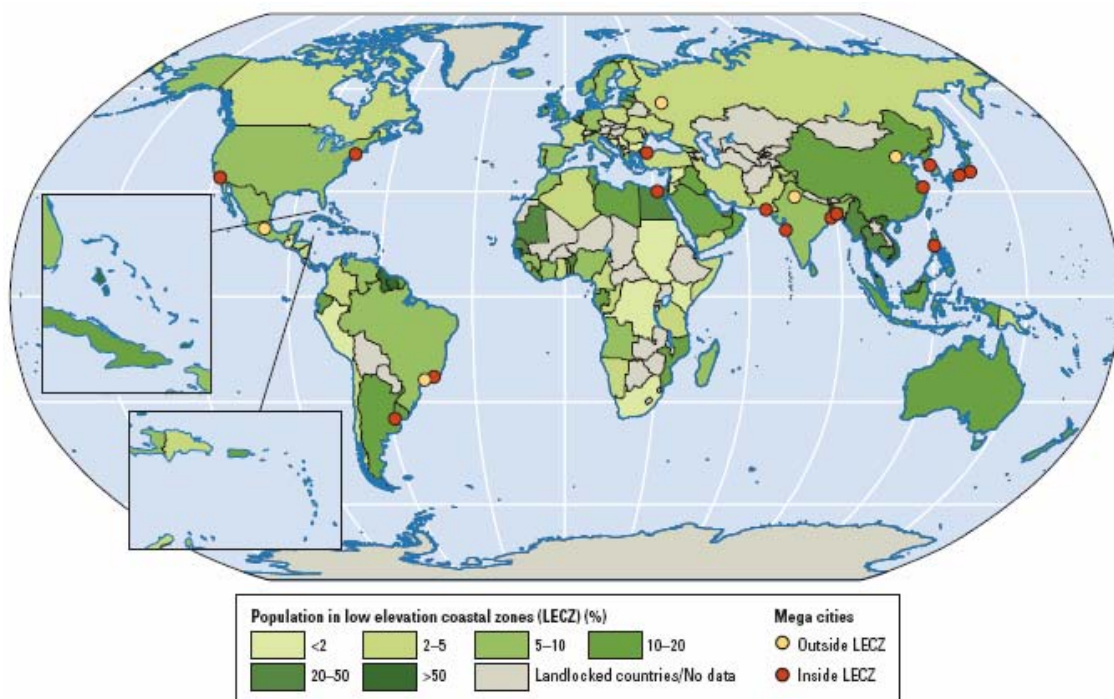 Population in low elevation coastal zones (LECZ) (%)
<2
2–5
5–10
10–20
20–50
>50
Landlocked countries/No data
Mega cities
Outside LECZ
Inside LECZ